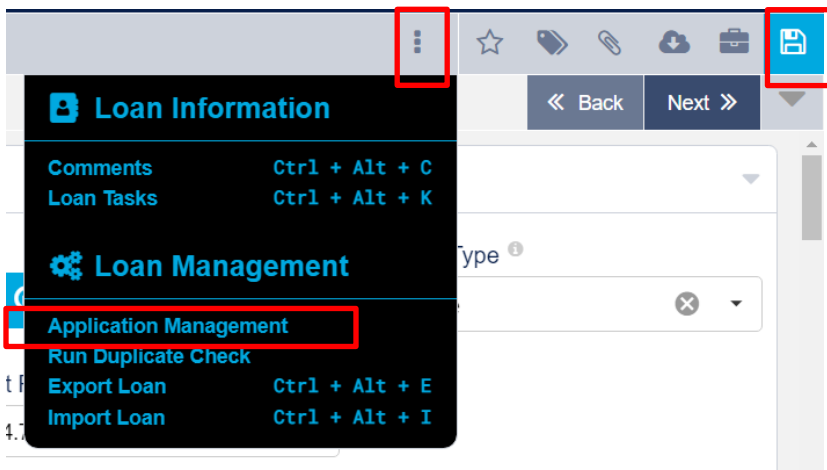 Back Next
Loan Information
Comments Ctrl + Alt + C
Loan Tasks Ctrl + Alt + K
Loan Management
Application Management
Run Duplicate Check
Export Loan Ctrl + Alt + E
Import Loan Ctrl + Alt + I